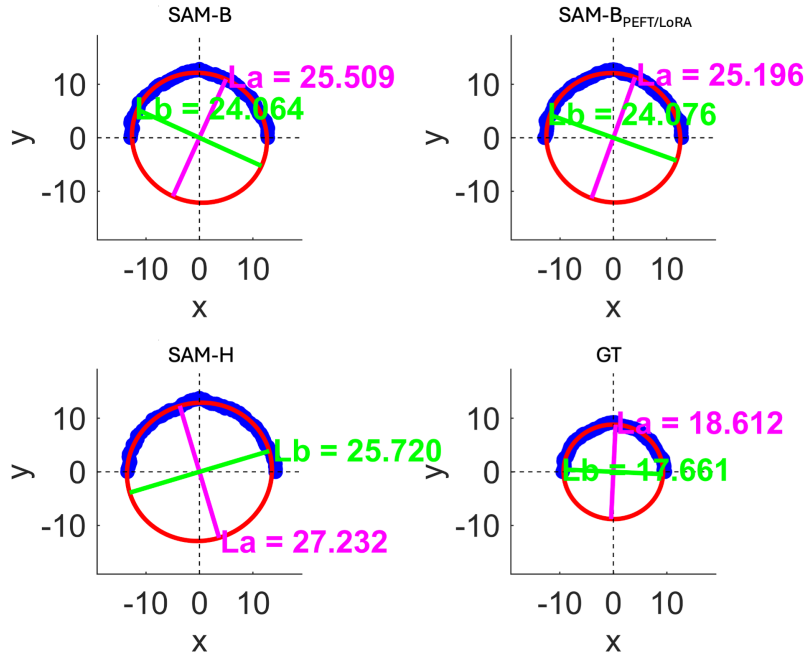 SAM-B
La = 25.509
Lb = 24.064
10
0
-10
y
-10 0 10
x
SAM-BPEFT/LoRA
La = 25.196
Lb = 24.076
10
0
-10
y
-10 0 10
x
SAM-H
Lb = 25.720
La = 27.232
10
0
-10
y
-10 0 10
x
GT
La = 18.612
Lb = 17.661
10
0
-10
y
-10 0 10
x